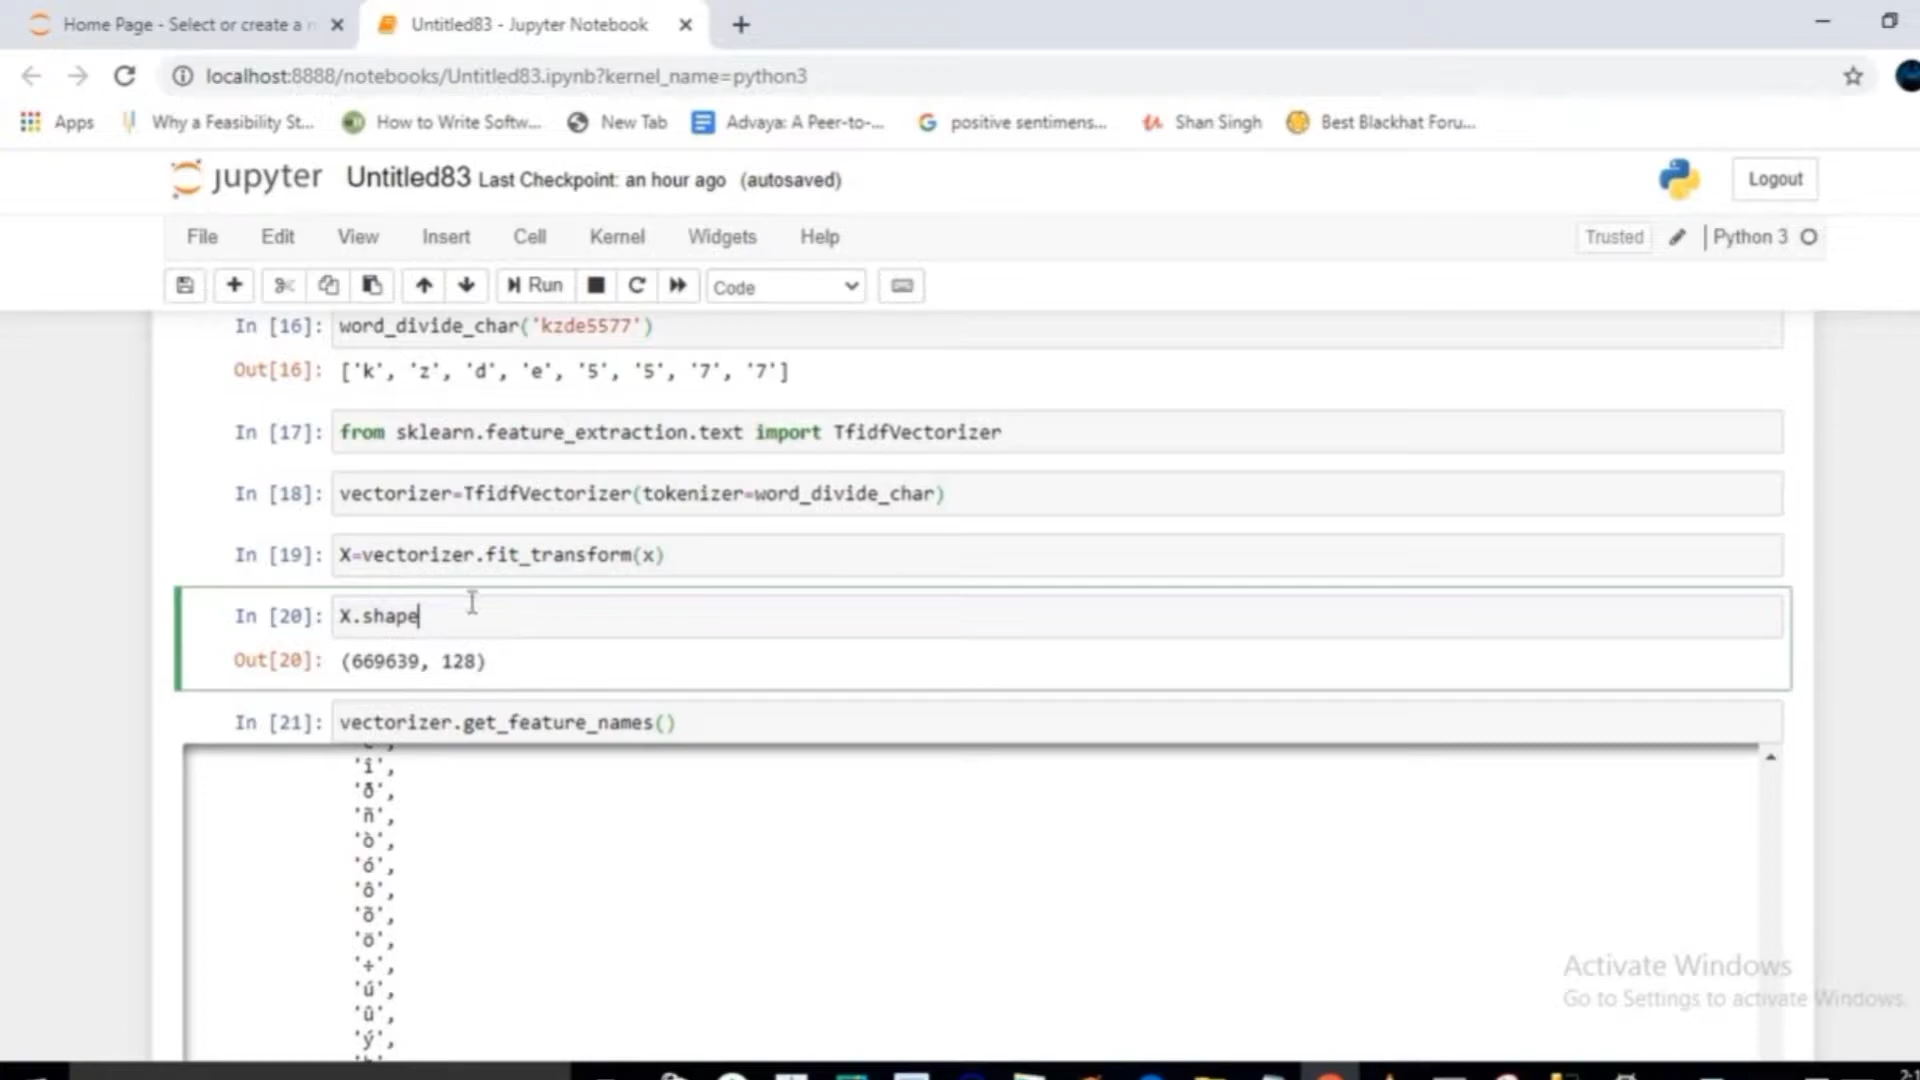 Home Page - Select or create a n
Untitled83 - Jupyter Notebook
localhost:8888/notebooks/Untitled83.ipynb?kernel_name=python3
Apps
Why a Feasibility St...
How to Write Softw...
New Tab
Advaya: A Peer-to-...
positive sentimens...
Shan Singh
Best Blackhat Foru...
jupyter Untitled83 Last Checkpoint: an hour ago (autosaved)
Logout
File Edit View Insert Cell Kernel Widgets Help
Trusted
Python 3
Run
Code
In [16]: word_divide_char('kzde5577')
Out[16]: ['k', 'z', 'd', 'e', '5', '5', '7', '7']
In [17]: from sklearn.feature_extraction.text import TfidfVectorizer
In [18]: vectorizer=TfidfVectorizer(tokenizer=word_divide_char)
In [19]: X=vectorizer.fit_transform(x)
In [20]: X.shape
Out[20]: (669639, 128)
In [21]: vectorizer.get_feature_names()
'î',
'ð',
'ñ',
'ò',
'ó',
'ô',
'õ',
'ö',
'÷',
'ú',
'û',
'ý',
Activate Windows
Go to Settings to activate Windows.